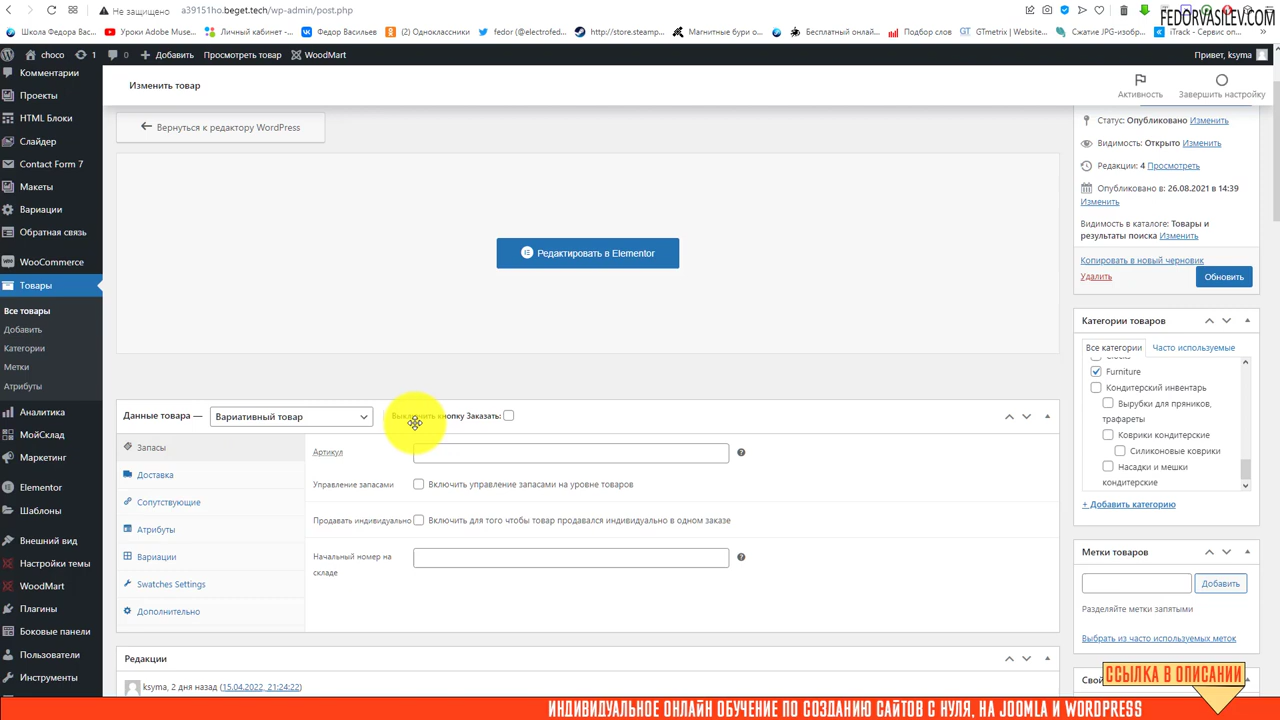 a39151ho.beget.tech/wp-admin/post.php
FEDORVASILEV.COM
Школа Федора Вас...
Уроки Adobe Muse...
Личный кабинет -...
Федор Васильев
(2) Одноклассники
fedor (@electrofed...
http://store.steamp...
Магнитные бури о...
Бесплатный онлай...
Подбор слов
GTmetrix | Website...
Сжатие JPG-изобр...
iTrack - Сервис оп...
choco
1
0
Добавить
Просмотреть товар
WoodMart
Привет, ksyma
Комментарии
Проекты
HTML Блоки
Слайдер
Contact Form 7
Макеты
Вариации
Обратная связь
WooCommerce
Товары
Все товары
Добавить
Категории
Метки
Атрибуты
Аналитика
МойСклад
Маркетинг
Elementor
Шаблоны
Внешний вид
Настройки темы
WoodMart
Плагины
Боковые панели
Пользователи
Инструменты
Изменить товар
Активность
Завершить настройку
Вернуться к редактору WordPress
Редактировать в Elementor
Данные товара —
Вариативный товар
Выключить кнопку Заказать:
Запасы
Доставка
Сопутствующие
Атрибуты
Вариации
Swatches Settings
Дополнительно
Артикул
Управление запасами
Включить управление запасами на уровне товаров
Продавать индивидуально
Включить для того чтобы товар продавался индивидуально в одном заказе
Начальный номер на
складе
Редакции
ksyma, 2 дня назад (15.04.2022, 21:24:22)
Статус: Опубликовано Изменить
Видимость: Открыто Изменить
Редакции: 4 Просмотреть
Опубликовано в: 26.08.2021 в 14:39
Изменить
Видимость в каталоге: Товары и
результаты поиска Изменить
Копировать в новый черновик
Удалить
Обновить
Категории товаров
Все категории
Часто используемые
Clocks
Furniture
Кондитерский инвентарь
Вырубки для пряников,
трафареты
Коврики кондитерские
Силиконовые коврики
Насадки и мешки
кондитерские
+ Добавить категорию
Метки товаров
Добавить
Разделяйте метки запятыми
Выбрать из часто используемых меток
ССЫЛКА В ОПИСАНИИ
ИНДИВИДУАЛЬНОЕ ОНЛАЙН ОБУЧЕНИЕ ПО СОЗДАНИЮ САЙТОВ С НУЛЯ, НА JOOMLA И WORDPRESS